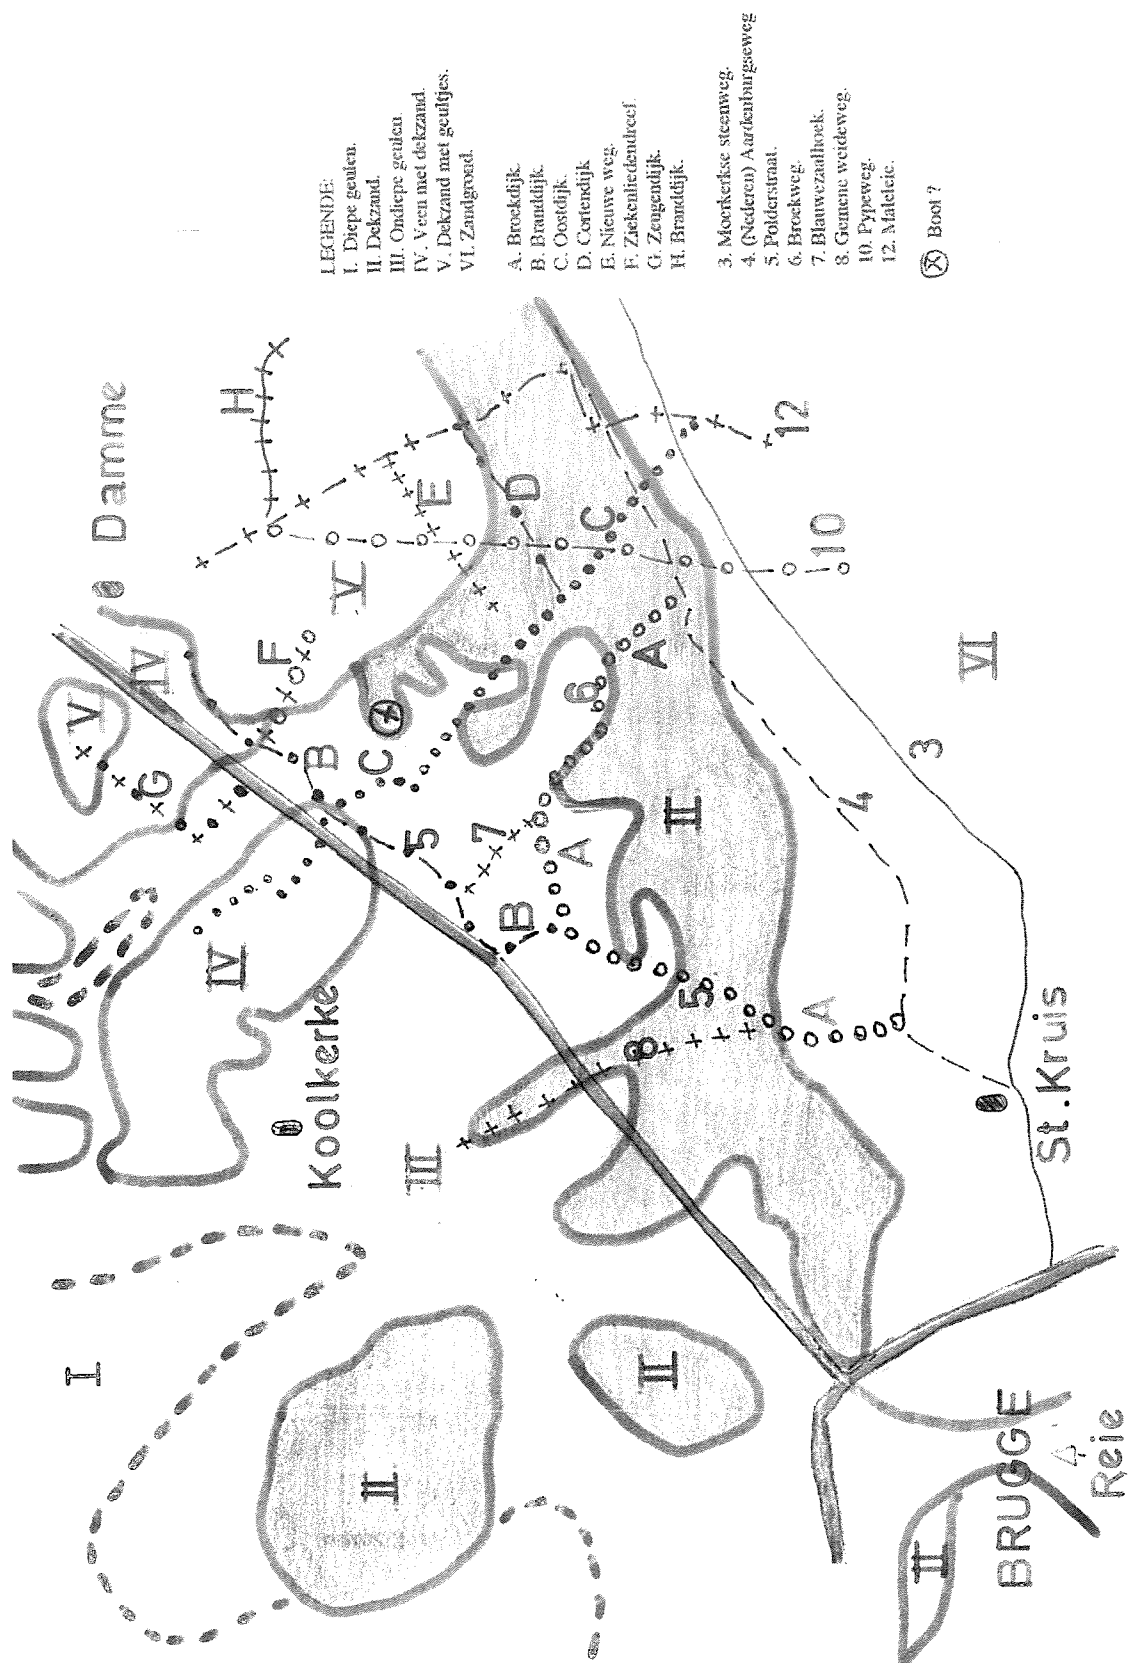 LEGENDE:
I. Diepe geulen.
II. Dekzand.
III. Ondiepe geulen.
IV. Veen met dekzand.
V. Dekzand met geultjes.
VI. Zandgrond.
A. Broekdijk.
B. Branddijk.
C. Oostdijk.
D. Coriendijk
E. Nieuwe weg.
F. Ziekenliedendreef.
G. Zeugendijk.
H. Branddijk.
3. Moerkerkse steenweg.
4. (Nederen) Aardenburgseweg
5. Polderstraat.
6. Broekweg.
7. Blauwezaalhoek.
8. Gemene weideweg.
10. Pypeweg.
12. Maleleie.
X Boot ?
Damme
H
E
D
C
12
10
V
F
IV
V
G
B
C
6
A
VI
5
7
A
II
4
3
B
IV
5
A
8
Koolkerke
III
St. Kruis
I
II
II
II
BRUGGE
Reie